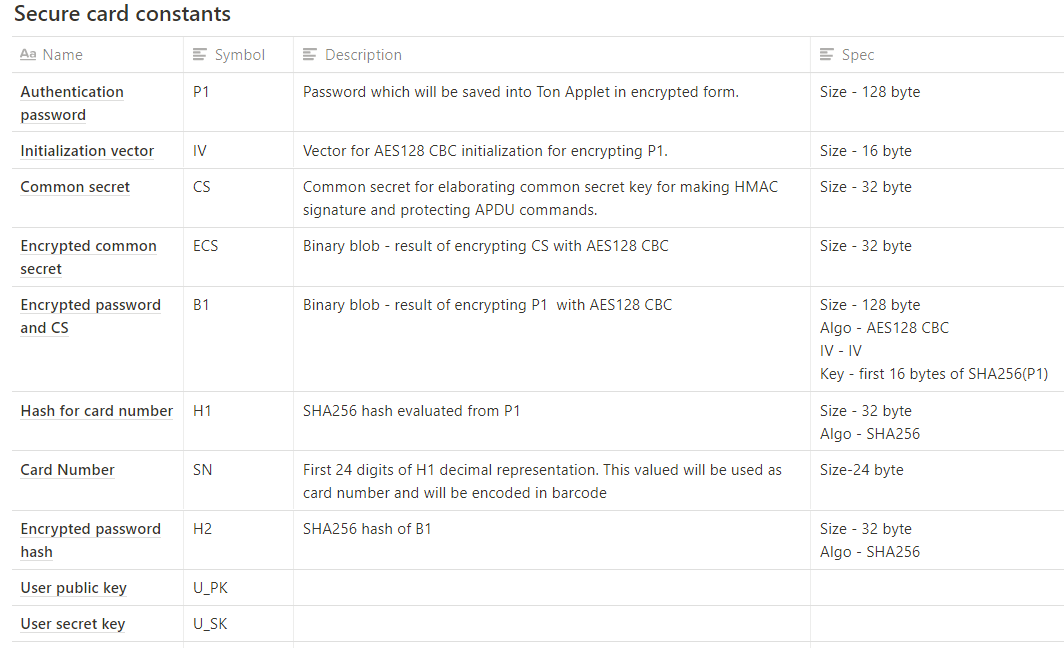 Secure card constants
Aa Name Symbol Description Spec
Authentication password P1 Password which will be saved into Ton Applet in encrypted form. Size - 128 byte
Initialization vector IV Vector for AES128 CBC initialization for encrypting P1. Size - 16 byte
Common secret CS Common secret for elaborating common secret key for making HMAC signature and protecting APDU commands. Size - 32 byte
Encrypted common secret ECS Binary blob - result of encrypting CS with AES128 CBC Size - 32 byte
Encrypted password and CS B1 Binary blob - result of encrypting P1 with AES128 CBC Size - 128 byte
Algo - AES128 CBC
IV - IV
Key - first 16 bytes of SHA256(P1)
Hash for card number H1 SHA256 hash evaluated from P1 Size - 32 byte
Algo - SHA256
Card Number SN First 24 digits of H1 decimal representation. This valued will be used as card number and will be encoded in barcode Size-24 byte
Encrypted password hash H2 SHA256 hash of B1 Size - 32 byte
Algo - SHA256
User public key U_PK
User secret key U_SK